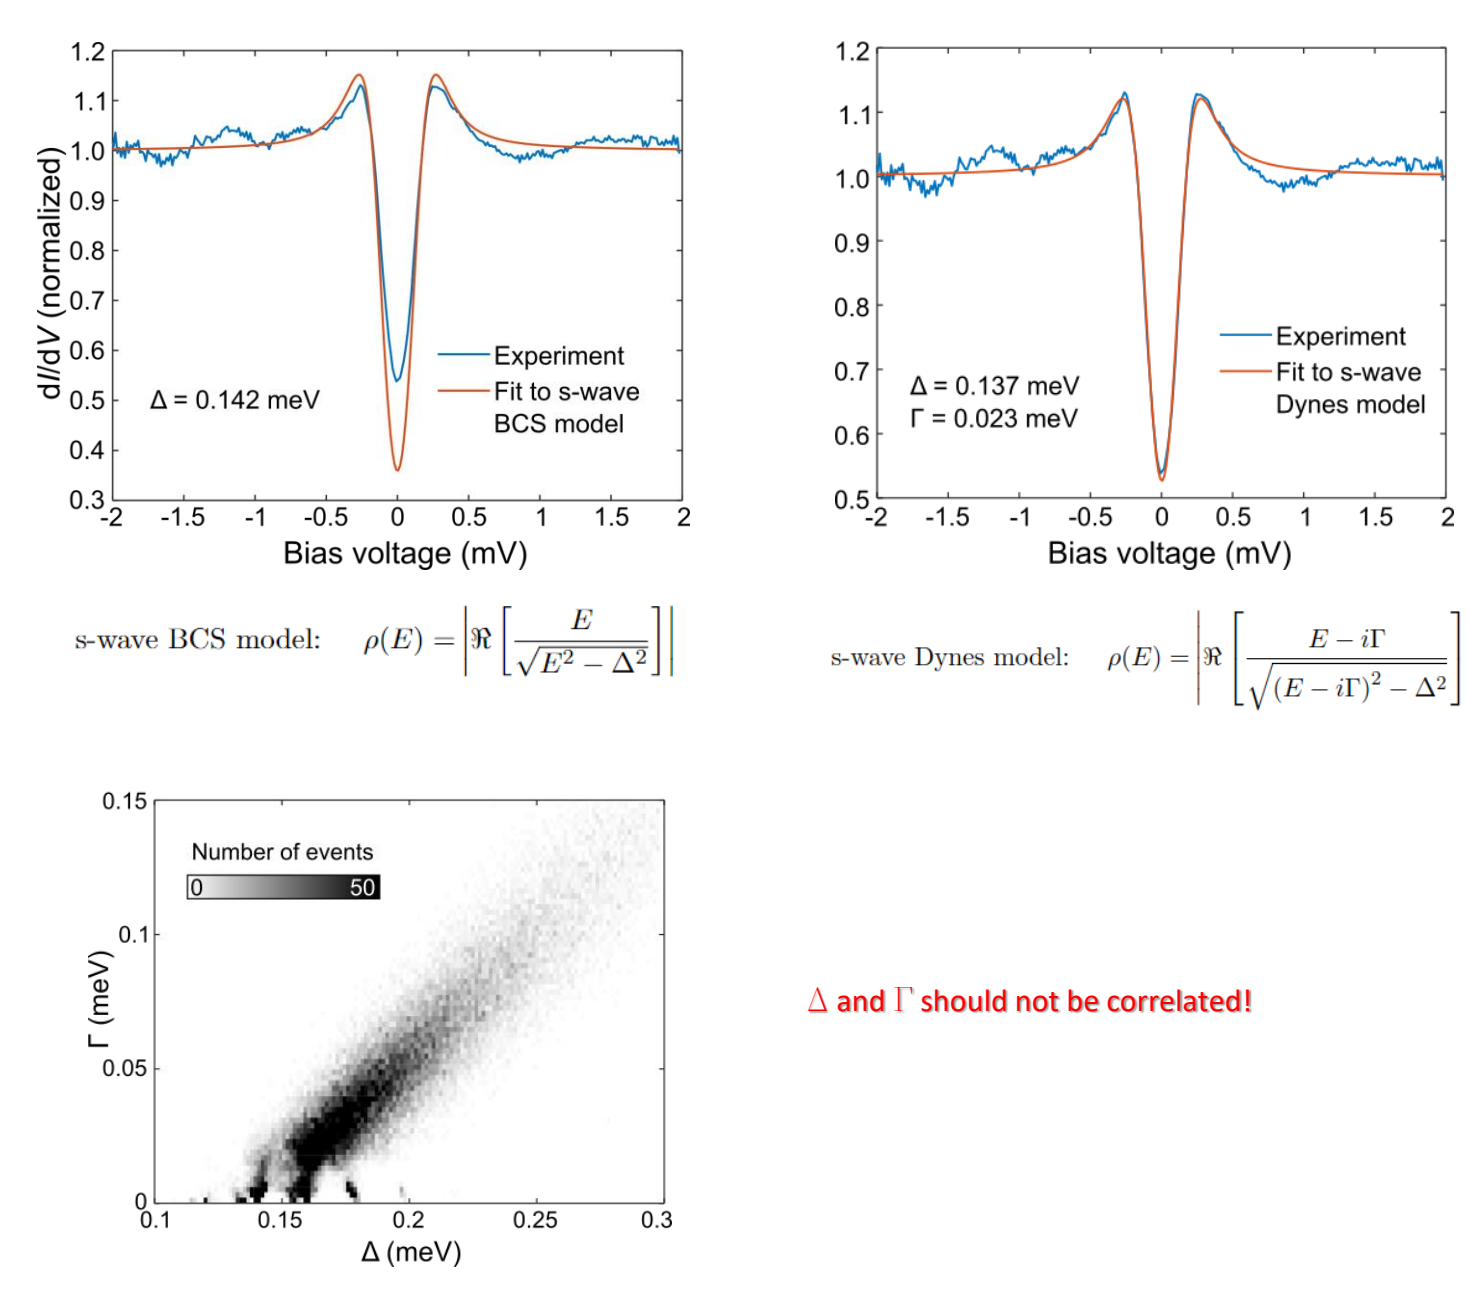 1.2
1.1
1.0
0.9
0.8
0.7
0.6
0.5
0.4
0.3
-2
-1.5
-1
-0.5
0
0.5
1
1.5
2
dI/dV (normalized)
Bias voltage (mV)
Δ = 0.142 meV
Experiment
Fit to s-wave
BCS model
1.2
1.1
1.0
0.9
0.8
0.7
0.6
0.5
-2
-1.5
-1
-0.5
0
0.5
1
1.5
2
Bias voltage (mV)
Δ = 0.137 meV
Γ = 0.023 meV
Experiment
Fit to s-wave
Dynes model
s-wave BCS model: ρ(E) = |ℜ [E / √(E² − Δ²)]|
s-wave Dynes model: ρ(E) = |ℜ [(E − iΓ) / √((E − iΓ)² − Δ²)]
0.15
0.1
0.05
0
0.1
0.15
0.2
0.25
0.3
Γ (meV)
Δ (meV)
Number of events
0 50
Δ and Γ should not be correlated!